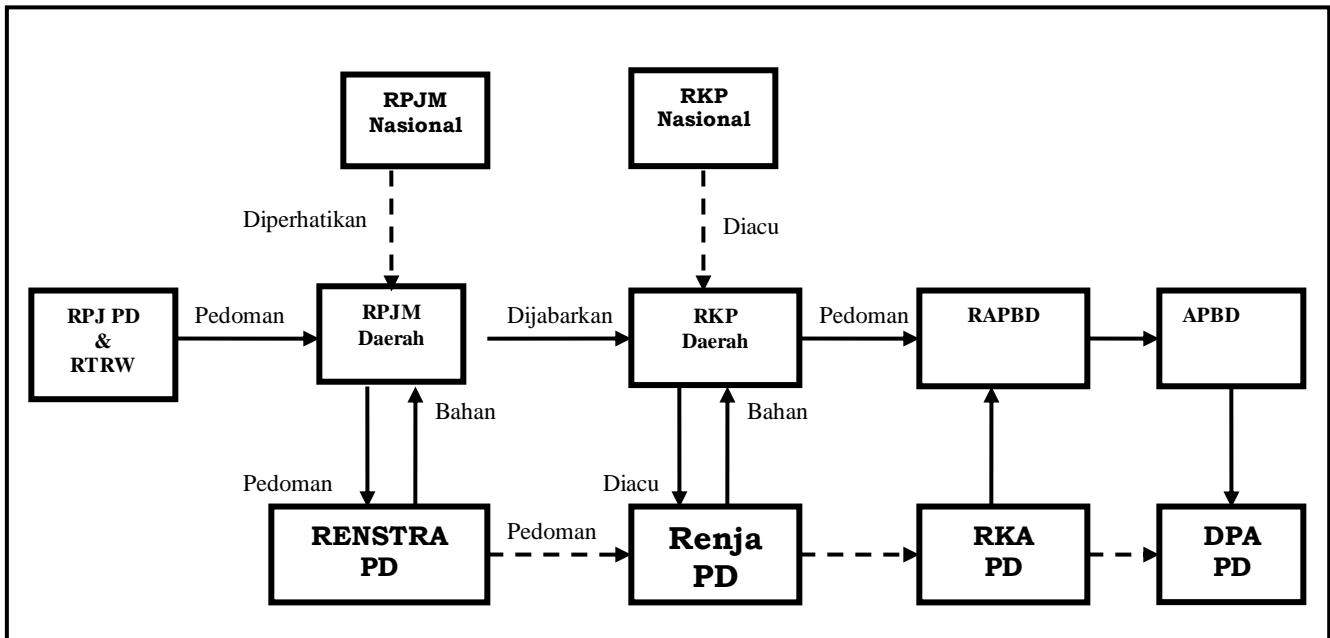 RPJM
Nasional
RKP
Nasional
Diperhatikan
Diacu
RPJ PD
&
RTRW
Pedoman
RPJM
Daerah
Dijabarkan
RKP
Daerah
Pedoman
RAPBD
APBD
Bahan
Bahan
Pedoman
Diacu
RENSTRA
PD
Pedoman
Renja
PD
RKA
PD
DPA
PD